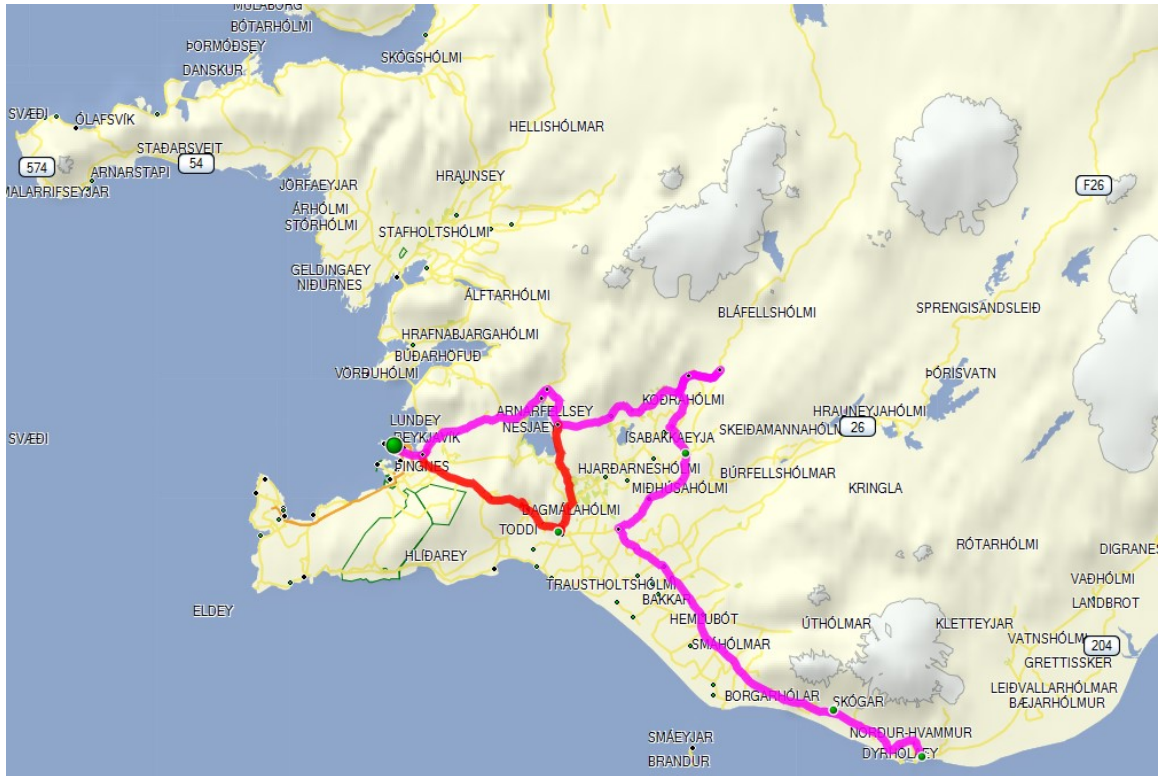 MÚLABORG
BÓTARHÓLMI
ÞORMÓÐSEY
SKÓGSHÓLMI
DANSKUR
SVÆÐI
ÓLAFSVÍK
HELLISHÓLMAR
STAÐARSVEIT
574
54
ARNARSTAPI
HRAUNSEY
JÖRFAEYJAR
F26
MALARRIFSEYJAR
ÁRHÓLMI
STÓRHÓLMI
STAFHOLTSHÓLMI
GELDINGAEY
NIÐURNES
ÁLFTARHÓLMI
SPRENGISANDSLEIÐ
BLÁFELLSHÓLMI
HRAFNABJARGAHÓLMI
BÚÐARHÖFUÐ
VÖRÐUHÓLMI
ÞÓRISVATN
KOÐRAHÓLMI
ARNARFELLSEY
HRAUNEYJAHÓLMI
LUNDEY
NESJAEY
26
SKEIÐAMANNAHÓLM
SVÆÐI
REYKJAVÍK
ÍSABAKKAEYJA
ÞINGNES
HJARÐARNESHÓLMI
BÚRFELLSHÓLMAR
MIÐHÚSAHÓLMI
KRINGLA
DAGMÁLAHÓLMI
TODDI
RÓTARHÓLMI
DIGRANES
HLÍÐAREY
VAÐHÓLMI
TRAUSTHOLTSHÓLMI
BAKKAR
LANDBROT
ELDEY
HEMLUBÓT
ÚTHÓLMAR
KLETTEYJAR
VATNSHÓLMI
204
SMÁHÓLMAR
GRETTISSKER
LEIÐVALLARHÓLMAR
BORGARHÓLAR
SKÓGAR
BÆJARHÓLMUR
NORÐUR-HVAMMUR
SMÁEYJAR
DYRHÓLAEY
BRANDUR